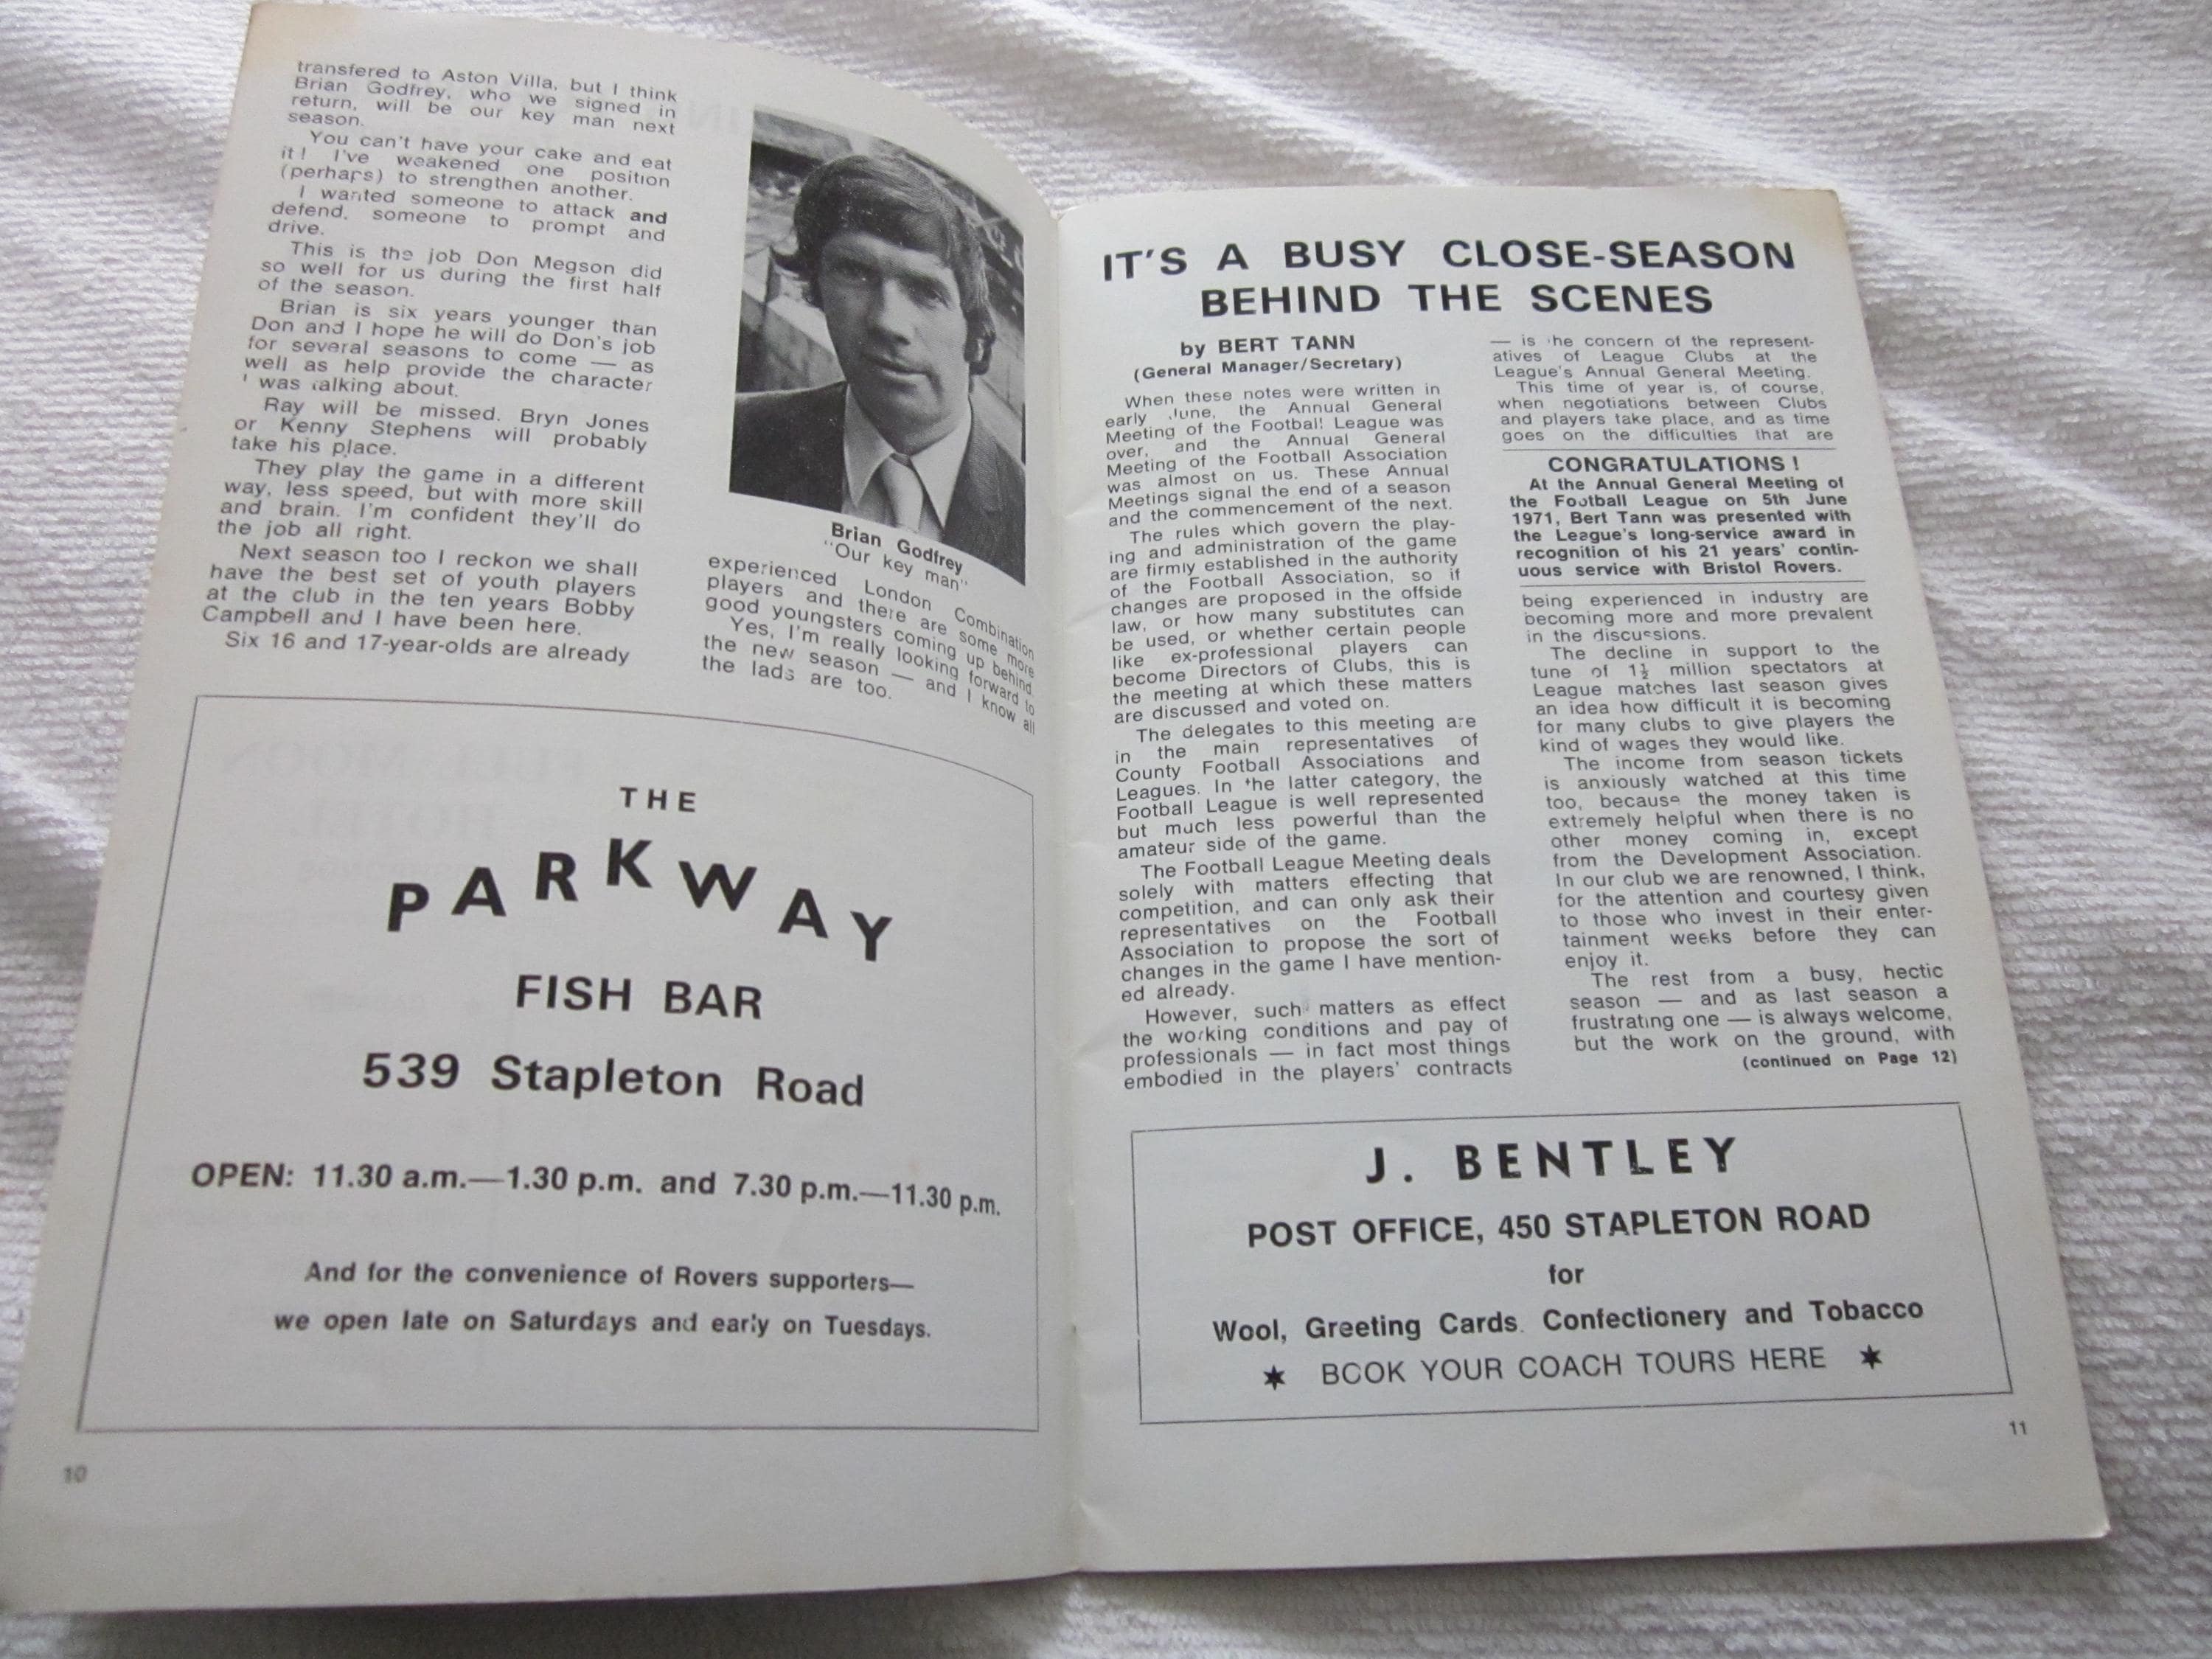 transfered to Aston Villa, but I think
Brian Godfrey, who we signed in
return, will be our key man next
season.
You can't have your cake and eat
it! I've weakened one position
(perhaps) to strengthen another.
I wanted someone to attack and
defend, someone to prompt and
drive.
This is the job Don Megson did
so well for us during the first half
of the season.
Brian is six years younger than
Don and I hope he will do Don's job
for several seasons to come — as
well as help provide the character
I was talking about.
Ray will be missed. Bryn Jones
or Kenny Stephens will probably
take his place.
They play the game in a different
way, less speed, but with more skill
and brain. I'm confident they'll do
the job all right.
Next season too I reckon we shall
have the best set of youth players
at the club in the ten years Bobby
Campbell and I have been here.
Six 16 and 17-year-olds are already
Brian Godfrey
"Our key man"
experienced London Combination
players and there are some more
good youngsters coming up behind.
Yes, I'm really looking forward to
the new season — and I know all
the lads are too.
THE
PARKWAY
FISH BAR
539 Stapleton Road
OPEN: 11.30 a.m.—1.30 p.m. and 7.30 p.m.—11.30 p.m.
And for the convenience of Rovers supporters—
we open late on Saturdays and early on Tuesdays.
10
IT'S A BUSY CLOSE-SEASON
BEHIND THE SCENES
by BERT TANN
(General Manager/Secretary)
When these notes were written in
early June, the Annual General
Meeting of the Football League was
over, and the Annual General
Meeting of the Football Association
was almost on us. These Annual
Meetings signal the end of a season
and the commencement of the next.
The rules which govern the play-
ing and administration of the game
are firmly established in the authority
of the Football Association, so if
changes are proposed in the offside
law, or how many substitutes can
be used, or whether certain people
like ex-professional players can
become Directors of Clubs, this is
the meeting at which these matters
are discussed and voted on.
The delegates to this meeting are
in the main representatives of
County Football Associations and
Leagues. In the latter category, the
Football League is well represented
but much less powerful than the
amateur side of the game.
The Football League Meeting deals
solely with matters effecting that
competition, and can only ask their
representatives on the Football
Association to propose the sort of
changes in the game I have mention-
ed already.
However, such matters as effect
the working conditions and pay of
professionals — in fact most things
embodied in the players' contracts
— is the concern of the represent-
atives of League Clubs at the
League's Annual General Meeting.
This time of year is, of course,
when negotiations between Clubs
and players take place, and as time
goes on the difficulties that are
CONGRATULATIONS!
At the Annual General Meeting of
the Football League on 5th June
1971, Bert Tann was presented with
the League's long-service award in
recognition of his 21 years' contin-
uous service with Bristol Rovers.
being experienced in industry are
becoming more and more prevalent
in the discussions.
The decline in support to the
tune of 1½ million spectators at
League matches last season gives
an idea how difficult it is becoming
for many clubs to give players the
kind of wages they would like.
The income from season tickets
is anxiously watched at this time
too, because the money taken is
extremely helpful when there is no
other money coming in, except
from the Development Association.
In our club we are renowned, I think,
for the attention and courtesy given
to those who invest in their enter-
tainment weeks before they can
enjoy it.
The rest from a busy, hectic
season — and as last season a
frustrating one — is always welcome,
but the work on the ground, with
(continued on Page 12)
J. BENTLEY
POST OFFICE, 450 STAPLETON ROAD
for
Wool, Greeting Cards. Confectionery and Tobacco
★ BOOK YOUR COACH TOURS HERE ★
11